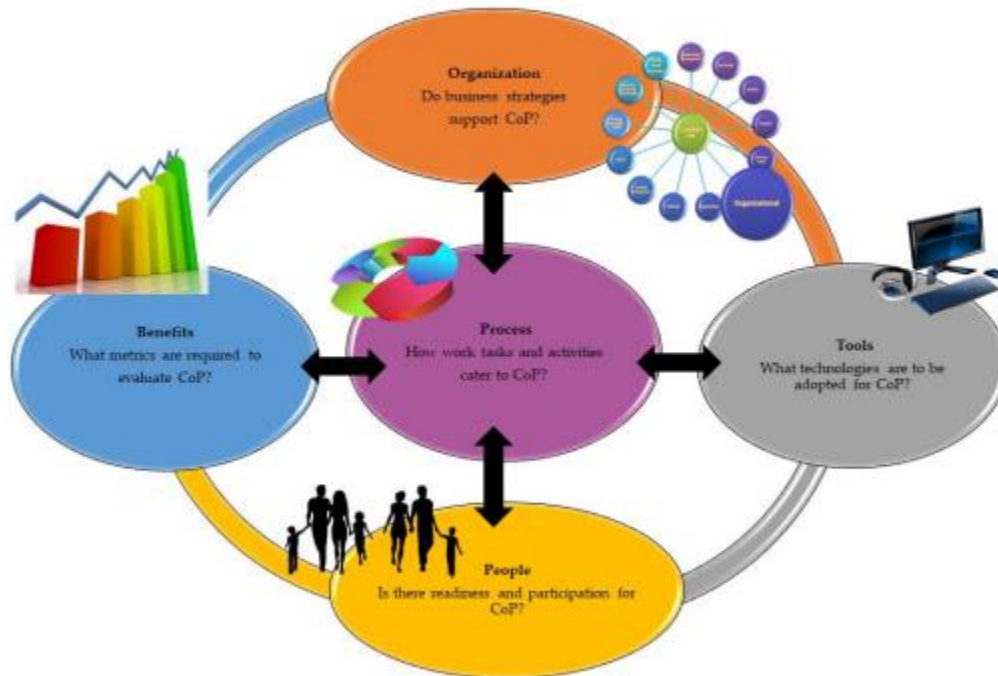 Organization
Do business strategies
support CoP?
Organizational
Benefits
What metrics are required to
evaluate CoP?
Process
How work tasks and activities
cater to CoP?
Tools
What technologies are to be
adopted for CoP?
People
Is there readiness and participation for
CoP?